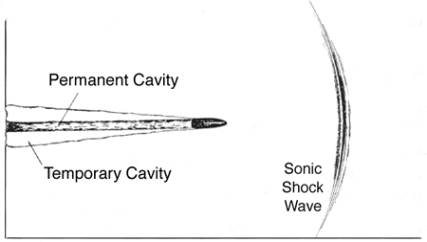 Permanent Cavity
Temporary Cavity
Sonic
Shock
Wave